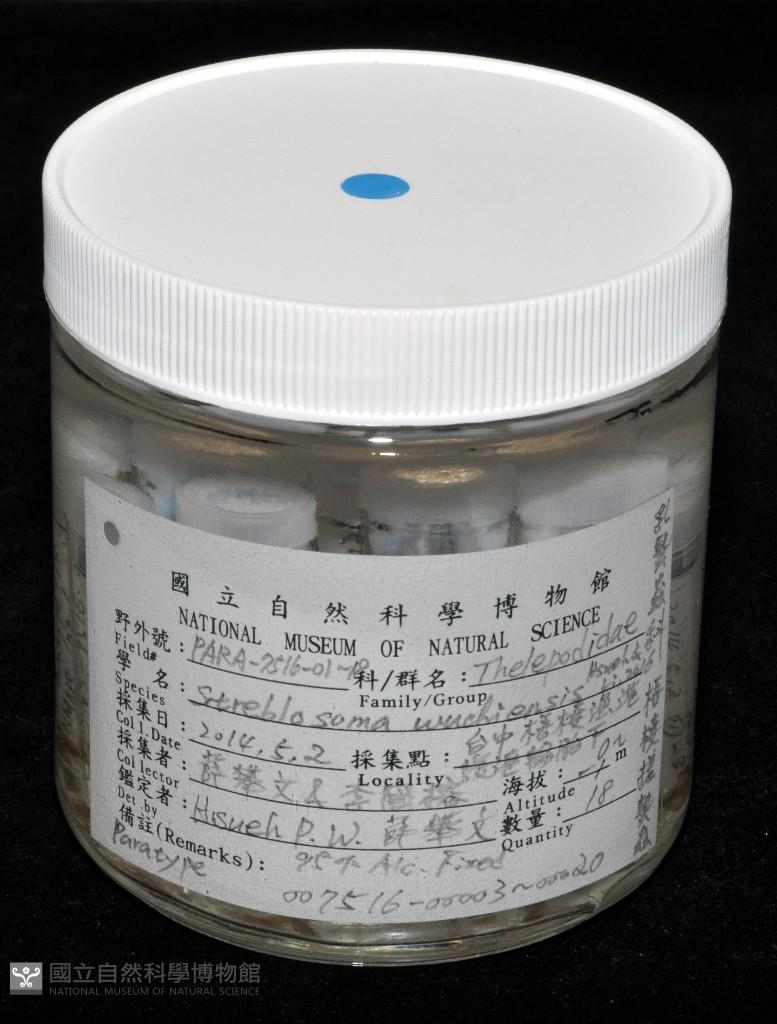 國立自然科學博物館
NATIONAL MUSEUM OF NATURAL SCIENCE
野外號: PARA-7516-01~18 科/群名: Thelepodidae
Field# Family/Group
學名: Streblosoma wuchiensis Hsueh & Li 2016
Species
採集日: 2014.5.2 採集點: 台中梧棲漁港
Coll.Date Locality
採集者: 薛攀文 & 海拔: -1~0 m
Collector Altitude
鑑定者: Hsueh P.W. 薛攀文 數量: 18
Det.by Quantity
備註(Remarks): 95% Alc. Fixed
Paratype
007516-00003~00020
國立自然科學博物館
NATIONAL MUSEUM OF NATURAL SCIENCE